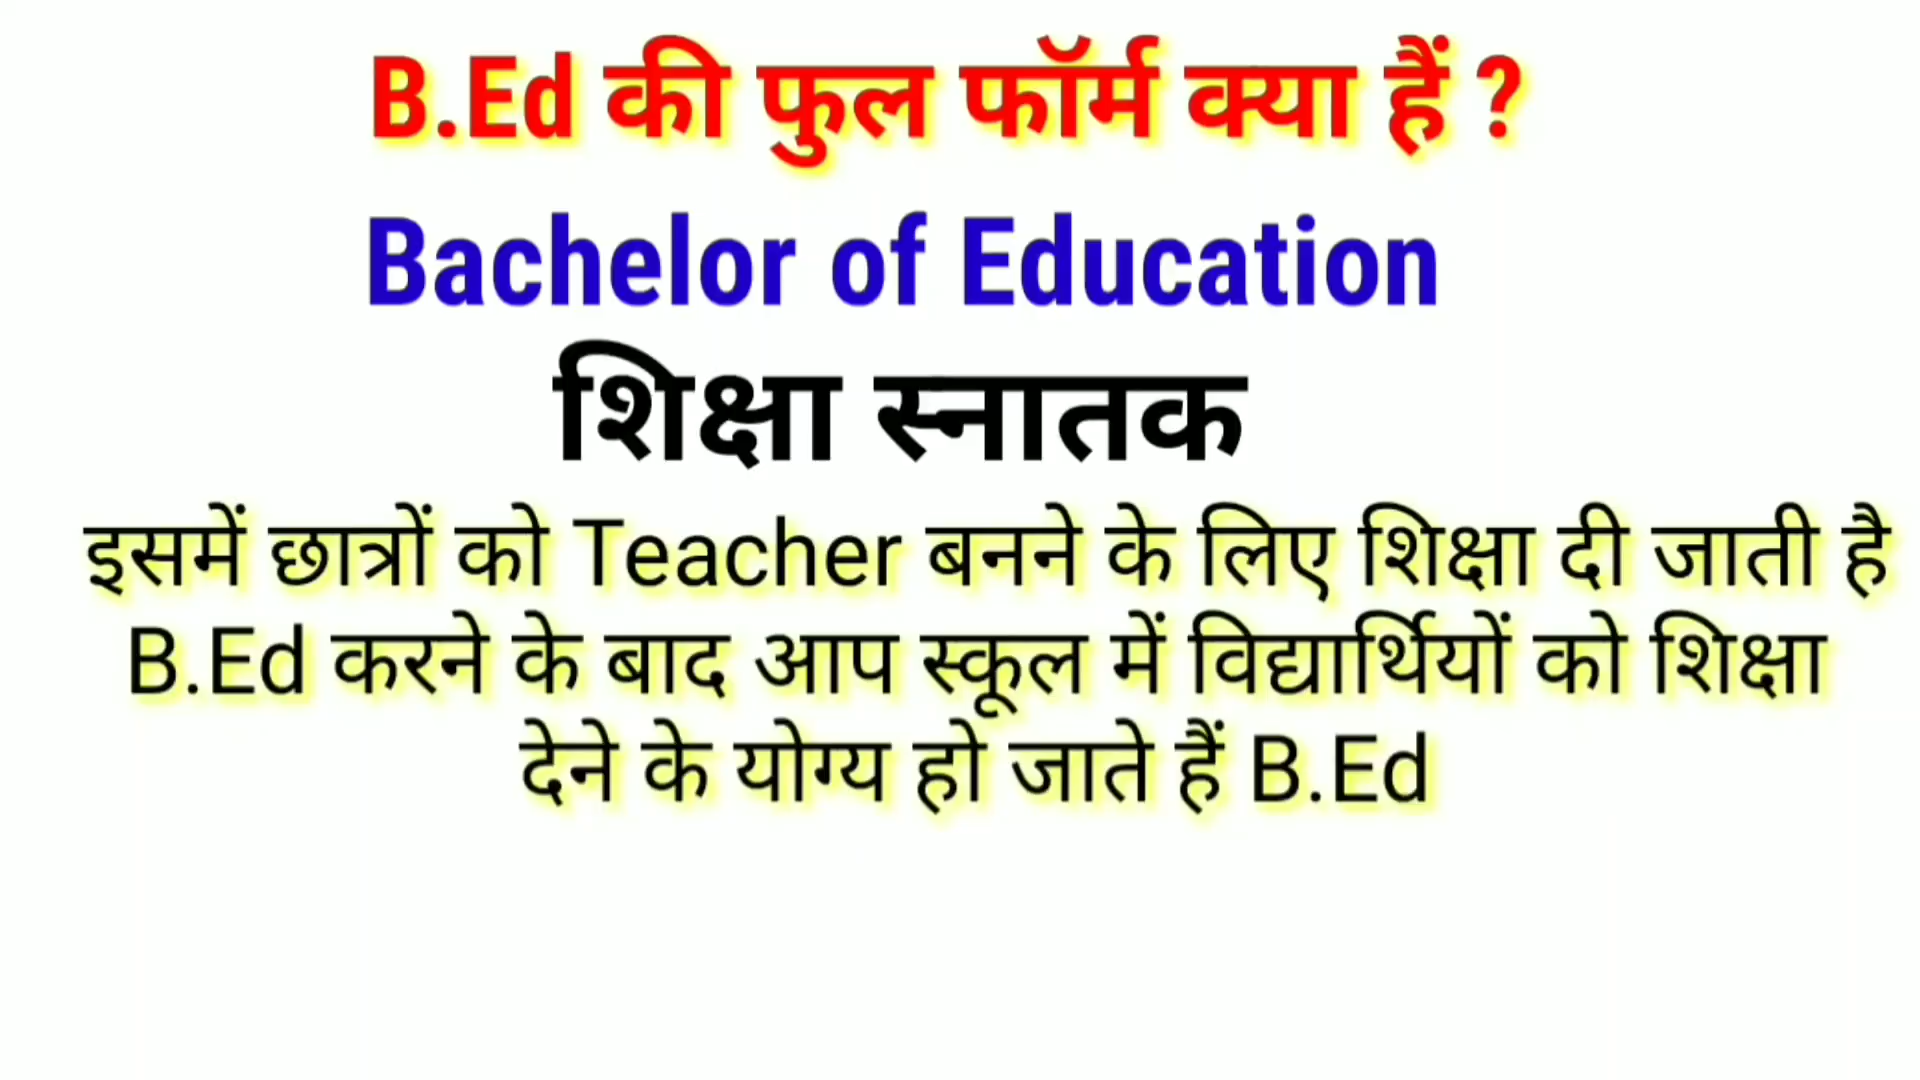 B.Ed की फुल फॉर्म क्या हैं ?
Bachelor of Education
शिक्षा स्नातक
इसमें छात्रों को Teacher बनने के लिए शिक्षा दी जाती है
B.Ed करने के बाद आप स्कूल में विद्यार्थियों को शिक्षा
देने के योग्य हो जाते हैं B.Ed